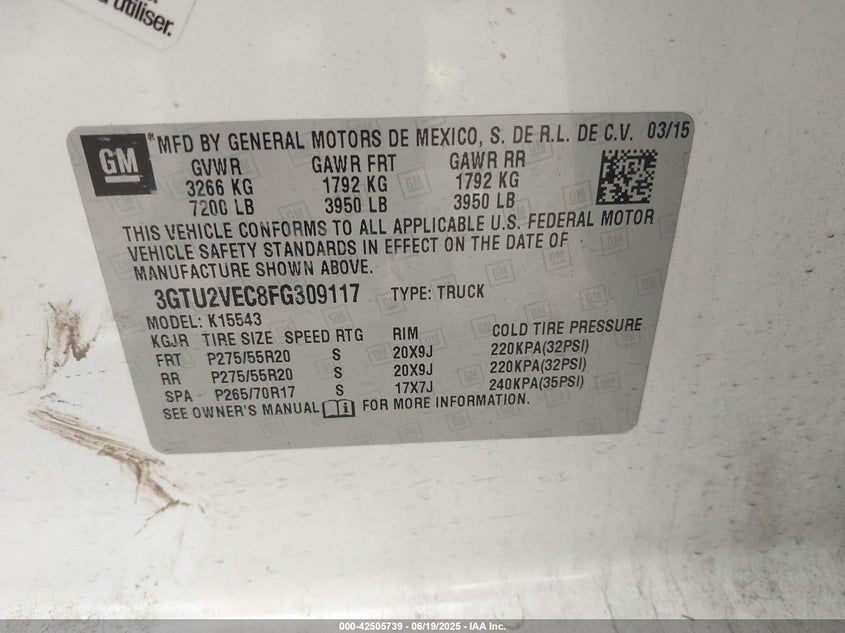 utiliser.
GM
® MFD BY GENERAL MOTORS DE MEXICO, S. DE R.L. DE C.V. 03/15
GVWR GAWR FRT GAWR RR
3266 KG 1792 KG 1792 KG
7200 LB 3950 LB 3950 LB
THIS VEHICLE CONFORMS TO ALL APPLICABLE U.S. FEDERAL MOTOR
VEHICLE SAFETY STANDARDS IN EFFECT ON THE DATE OF
MANUFACTURE SHOWN ABOVE.
3GTU2VEC8FG309117 TYPE: TRUCK
MODEL: K15543
KGJR TIRE SIZE SPEED RTG RIM COLD TIRE PRESSURE
FRT P275/55R20 S 20X9J 220KPA(32PSI)
RR P275/55R20 S 20X9J 220KPA(32PSI)
SPA P265/70R17 S 17X7J 240KPA(35PSI)
SEE OWNER'S MANUAL FOR MORE INFORMATION.
000-42505739 - 06/19/2025 - IAA Inc.